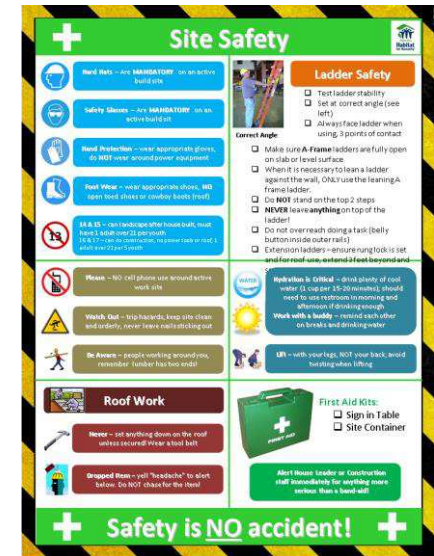 Site Safety
Habitat
for Humanity
Hard Hats – Are MANDATORY on an active
build site
Safety Glasses – Are MANDATORY on an
active build sit
Hand Protection – wear appropriate gloves,
do NOT wear around power equipment
Foot Wear – wear appropriate shoes, NO
open toed shoes or cowboy boots (roof)
13
14 & 15 – can landscape after house built, must
have 1 adult over 21 per youth
16 & 17 – can do construction, no power tools or roof, 1
adult over 21 per 5 youth
Correct Angle
Ladder Safety
Test ladder stability
Set at correct angle (see
left)
Always face ladder when
using, 3 points of contact
Make sure A-Frame ladders are fully open
on slab or level surface
When it is necessary to lean a ladder
against the wall, ONLY use the leaning A
frame ladder.
Do NOT stand on the top 2 steps
NEVER leave anything on top of the
ladder!
Do not overreach doing a task (belly
button inside outer rails)
Extension ladders – ensure rung lock is set
and for roof use, extend 3 feet beyond and
Please – NO cell phone use around active
work site
Watch Out – trip hazards, keep site clean
and orderly, never leave nails sticking out
Be Aware – people working around you,
remember lumber has two ends!
WATER
Hydration is Critical – drink plenty of cool
water (1 cup per 15-20 minutes), should
need to use restroom in morning and
afternoon if drinking enough
Work with a buddy – remind each other
on breaks and drinking water
Lift – with your legs, NOT your back, avoid
twisting when lifting
Roof Work
Never – set anything down on the roof
unless secured! Wear a tool belt
Dropped Item – yell "headache" to alert
below. Do NOT chase for the item!
FIRST AID
First Aid Kits:
Sign in Table
Site Container
Alert House Leader or Construction
staff immediately for anything more
serious than a band-aid!
Safety is NO accident!